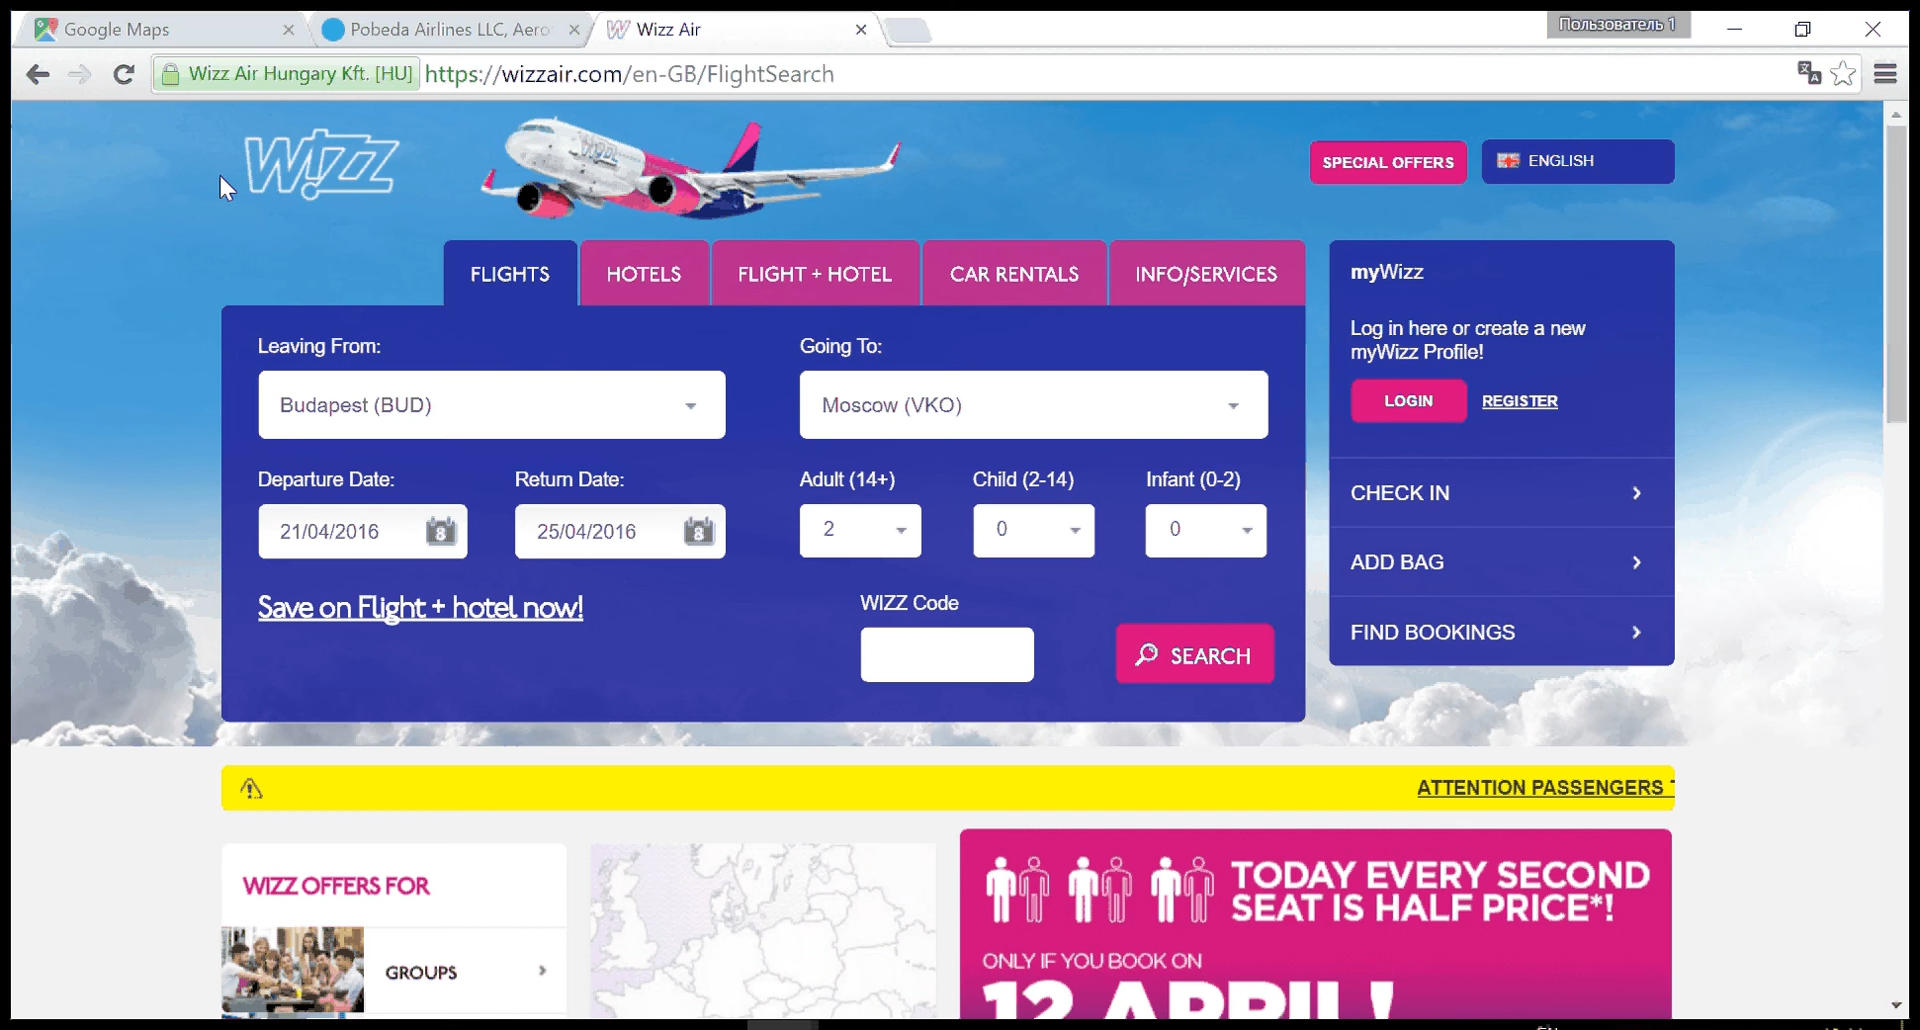 Google Maps
Pobeda Airlines LLC, Aero
Wizz Air
Пользователь 1
Wizz Air Hungary Kft. [HU]
https://wizzair.com/en-GB/FlightSearch
WIZZ
SPECIAL OFFERS
ENGLISH
FLIGHTS
HOTELS
FLIGHT + HOTEL
CAR RENTALS
INFO/SERVICES
Leaving From:
Going To:
Budapest (BUD)
Moscow (VKO)
Departure Date:
Return Date:
Adult (14+)
Child (2-14)
Infant (0-2)
21/04/2016
8
25/04/2016
8
2
0
0
Save on Flight + hotel now!
WIZZ Code
SEARCH
myWizz
Log in here or create a new
myWizz Profile!
LOGIN
REGISTER
CHECK IN
ADD BAG
FIND BOOKINGS
ATTENTION PASSENGERS
WIZZ OFFERS FOR
GROUPS
TODAY EVERY SECOND
SEAT IS HALF PRICE*!
ONLY IF YOU BOOK ON
12 APRIL!